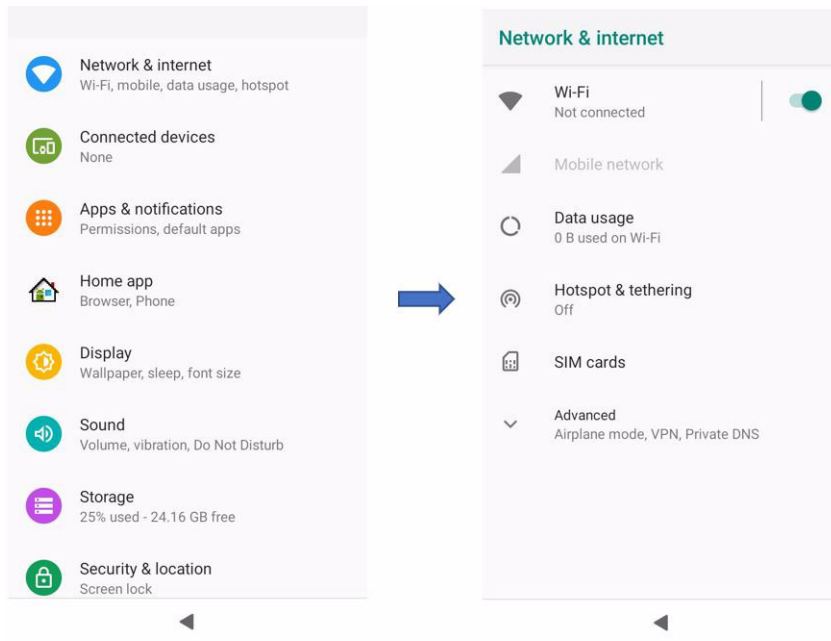 Network & internet
Wi-Fi, mobile, data usage, hotspot
Connected devices
None
Apps & notifications
Permissions, default apps
Home app
Browser, Phone
Display
Wallpaper, sleep, font size
Sound
Volume, vibration, Do Not Disturb
Storage
25% used - 24.16 GB free
Security & location
Screen lock
Network & internet
Wi-Fi
Not connected
Mobile network
Data usage
0 B used on Wi-Fi
Hotspot & tethering
Off
SIM cards
Advanced
Airplane mode, VPN, Private DNS